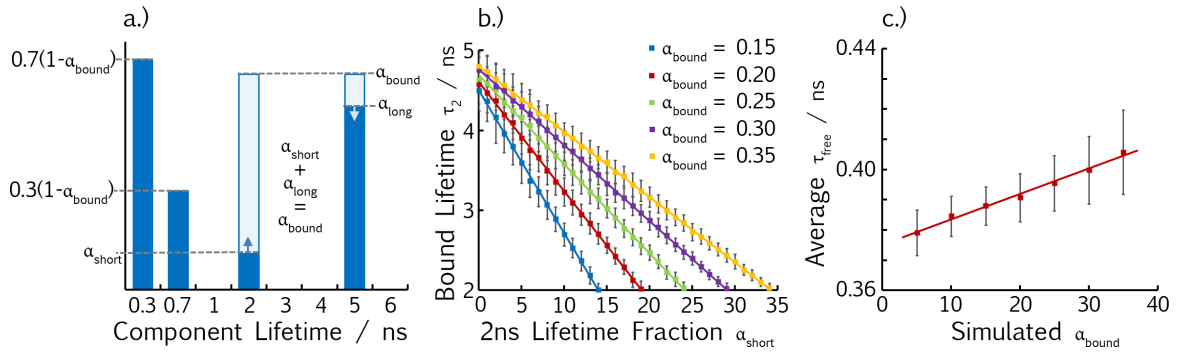 a.)
0.7(1-αbound)
0.3(1-αbound)
αshort
αbound
αlong
αshort
+
αlong
=
αbound
0.3 0.7 1 2 3 4 5 6
Component Lifetime / ns
b.)
Bound Lifetime τ2 / ns
5
4
3
2
αbound = 0.15
αbound = 0.20
αbound = 0.25
αbound = 0.30
αbound = 0.35
0 5 10 15 20 25 30 35
2ns Lifetime Fraction αshort
c.)
Average τfree / ns
0.44
0.40
0.36
0 10 20 30 40
Simulated αbound